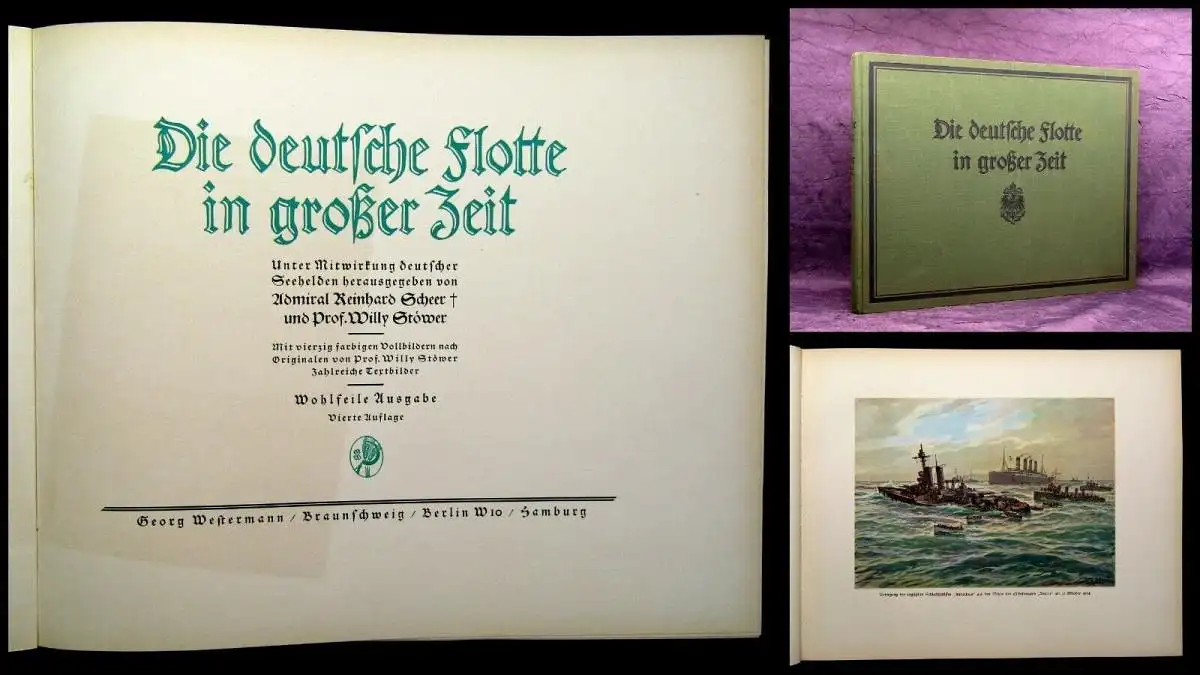 Die deutsche Flotte
in großer Zeit
Unter Mitwirkung deutscher
Seehelden herausgegeben von
Admiral Reinhard Scheer †
und Prof. Willy Stöwer
Mit vierzig farbigen Vollbildern nach
Originalen von Prof. Willy Stöwer
Zahlreiche Textbilder
Wohlfeile Ausgabe
Vierte Auflage
Georg Westermann / Braunschweig / Berlin W10 / Hamburg
Die deutsche Flotte
in großer Zeit